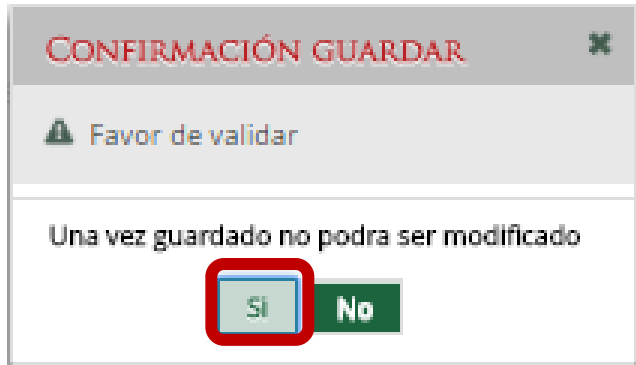 CONFIRMACIÓN GUARDAR
Favor de validar
Una vez guardado no podra ser modificado
Si No